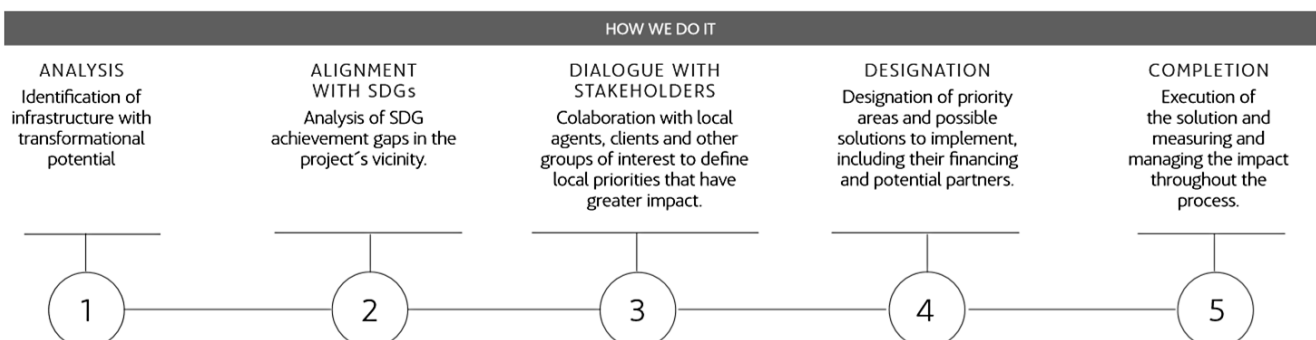 HOW WE DO IT
ANALYSIS
Identification of
infrastructure with
transformational
potential
ALIGNMENT
WITH SDGs
Analysis of SDG
achievement gaps in the
project´s vicinity.
DIALOGUE WITH
STAKEHOLDERS
Colaboration with local
agents, clients and other
groups of interest to define
local priorities that have
greater impact.
DESIGNATION
Designation of priority
areas and possible
solutions to implement,
including their financing
and potential partners.
COMPLETION
Execution of
the solution and
measuring and
managing the impact
throughout the
process.
1
2
3
4
5